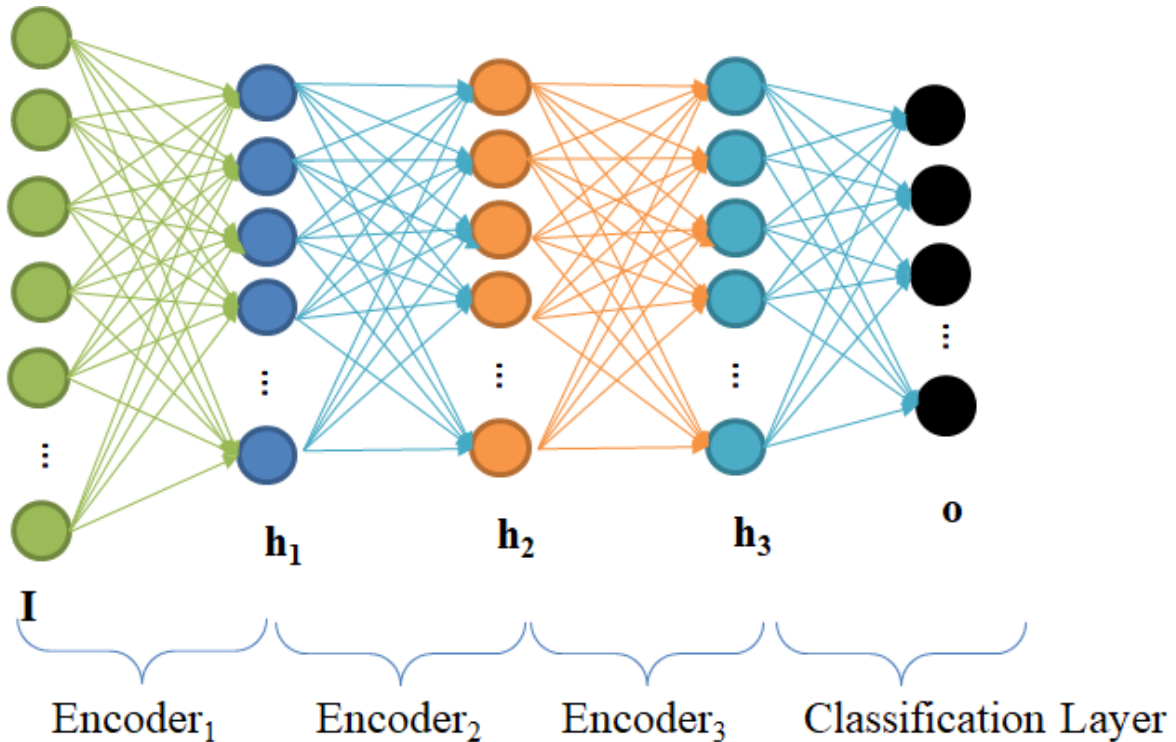 ⋮
⋮
⋮
⋮
⋮
I
h₁
h₂
h₃
o
Encoder₁
Encoder₂
Encoder₃
Classification Layer